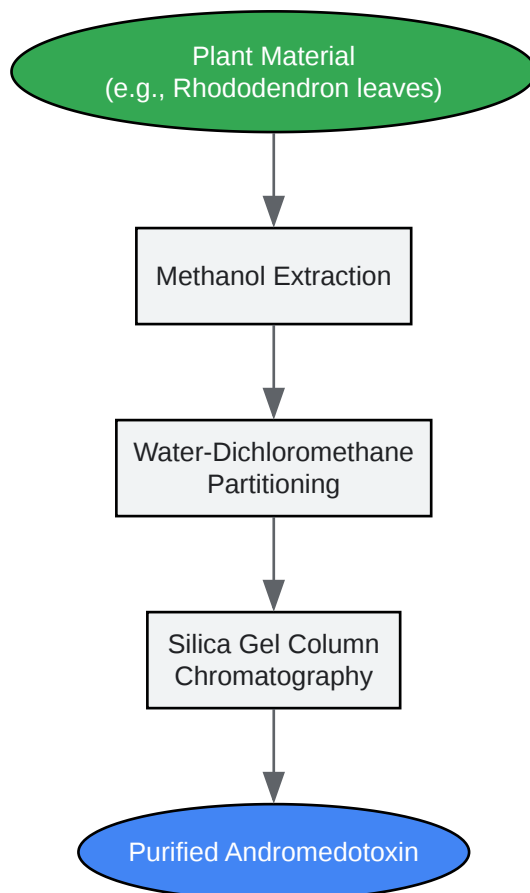 Plant Material
(e.g., Rhododendron leaves)
Methanol Extraction
Water-Dichloromethane
Partitioning
Silica Gel Column
Chromatography
Purified Andromedotoxin